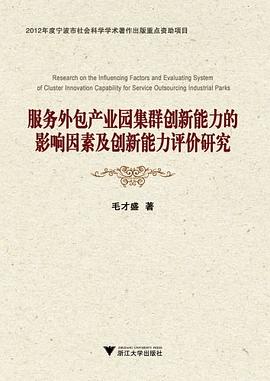 2012年度宁波市社会科学学术著作出版重点资助项目
Research on the Influencing Factors and Evaluating System
of Cluster Innovation Capability for Service Outsourcing Industrial Parks
服务外包产业园集群创新能力的
影响因素及创新能力评价研究
毛才盛 著
ZHEJIANG UNIVERSITY PRESS
浙江大学出版社